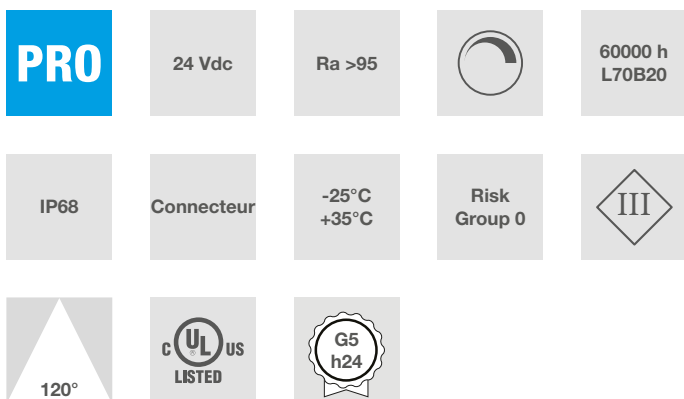 PRO
24 Vdc
Ra >95
60000 h
L70B20
IP68
Connecteur
-25°C
+35°C
Risk
Group 0
III
120°
C UL US
®
LISTED
G5
h24